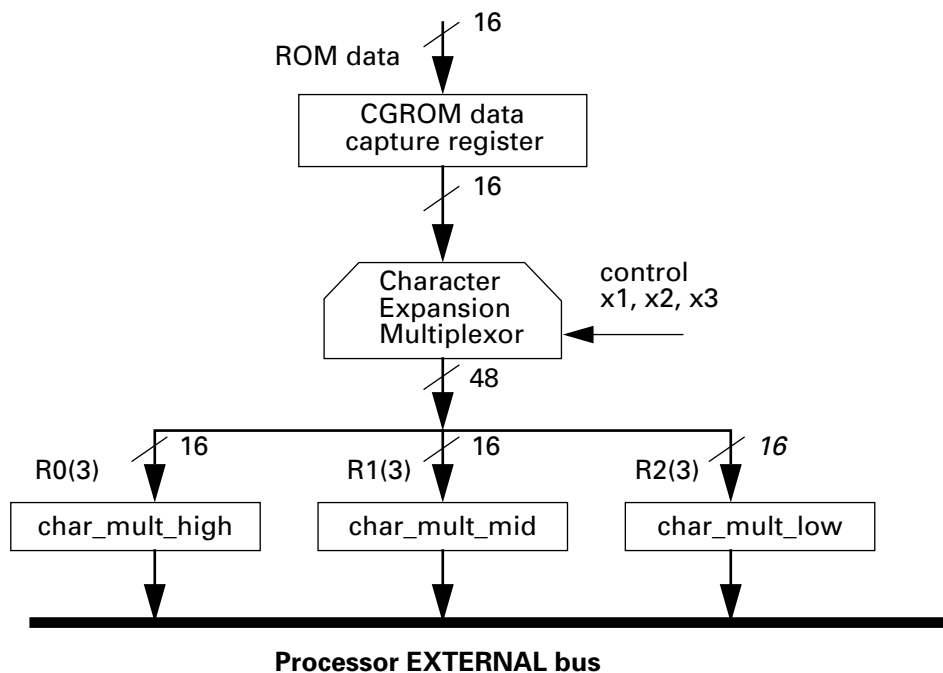 16
ROM data
CGROM data
capture register
16
Character
Expansion
Multiplexor
control
x1, x2, x3
48
16
16
16
R0(3)
R1(3)
R2(3)
char_mult_high
char_mult_mid
char_mult_low
Processor EXTERNAL bus